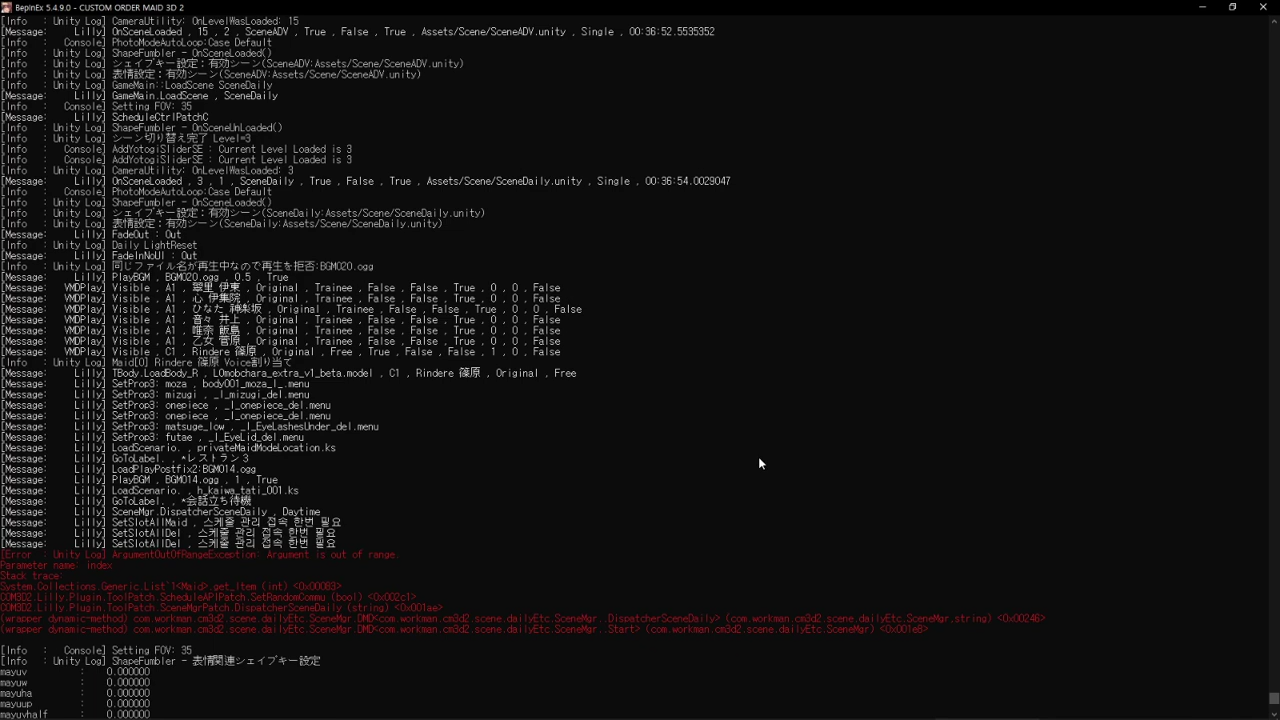 BepInEx 5.4.9.0 - CUSTOM ORDER MAID 3D 2
[Info   : Unity Log] CameraUtility: OnLevelWasLoaded: 15
[Message:     Lilly] OnSceneLoaded , 15 , 2 , SceneADV , True , False , True , Assets/Scene/SceneADV.unity , Single , 00:36:52.5535352
[Info   :   Console] PhotoModeAutoLoop:Case Default
[Info   : Unity Log] ShapeFumbler - OnSceneLoaded()
[Info   : Unity Log] シェイプキー設定：有効シーン(SceneADV:Assets/Scene/SceneADV.unity)
[Info   : Unity Log] 表情設定：有効シーン(SceneADV:Assets/Scene/SceneADV.unity)
[Info   : Unity Log] GameMain::LoadScene SceneDaily
[Message:     Lilly] GameMain.LoadScene , SceneDaily
[Info   :   Console] Setting FOV: 35
[Message:     Lilly] ScheduleCtrlPatchC
[Info   : Unity Log] ShapeFumbler - OnSceneUnLoaded()
[Info   : Unity Log] シーン切り替え完了 Level=3
[Info   :   Console] AddYotogiSliderSE : Current Level Loaded is 3
[Info   :   Console] AddYotogiSliderSE : Current Level Loaded is 3
[Info   : Unity Log] CameraUtility: OnLevelWasLoaded: 3
[Message:     Lilly] OnSceneLoaded , 3 , 1 , SceneDaily , True , False , True , Assets/Scene/SceneDaily.unity , Single , 00:36:54.0029047
[Info   :   Console] PhotoModeAutoLoop:Case Default
[Info   : Unity Log] ShapeFumbler - OnSceneLoaded()
[Info   : Unity Log] シェイプキー設定：有効シーン(SceneDaily:Assets/Scene/SceneDaily.unity)
[Info   : Unity Log] 表情設定：有効シーン(SceneDaily:Assets/Scene/SceneDaily.unity)
[Message:     Lilly] FadeOut : Out
[Info   : Unity Log] Daily LightReset
[Message:     Lilly] FadeInNoUI : Out
[Info   : Unity Log] 同じファイル名が再生中なので再生を拒否:BGM020.ogg
[Message:     Lilly] PlayBGM , BGM020.ogg , 0.5 , True
[Message:   VMDPlay] Visible , A1 , 翠里 伊東 , Original , Trainee , False , False , True , 0 , 0 , False
[Message:   VMDPlay] Visible , A1 , 心 伊集院 , Original , Trainee , False , False , True , 0 , 0 , False
[Message:   VMDPlay] Visible , A1 , ひなた 神楽坂 , Original , Trainee , False , False , True , 0 , 0 , False
[Message:   VMDPlay] Visible , A1 , 音々 井上 , Original , Trainee , False , False , True , 0 , 0 , False
[Message:   VMDPlay] Visible , A1 , 唯奈 飯島 , Original , Trainee , False , False , True , 0 , 0 , False
[Message:   VMDPlay] Visible , A1 , 乙女 菅原 , Original , Trainee , False , False , True , 0 , 0 , False
[Message:   VMDPlay] Visible , C1 , Rindere 篠原 , Original , Free , True , False , False , 1 , 0 , False
[Info   : Unity Log] Maid[0] Rindere 篠原 Voice割り当て
[Message:     Lilly] TBody.LoadBody_R , L0mobchara_extra_v1_beta.model , C1 , Rindere 篠原 , Original , Free
[Message:     Lilly] SetProp3: moza , body001_moza_I_.menu
[Message:     Lilly] SetProp3: mizugi , _I_mizugi_del.menu
[Message:     Lilly] SetProp3: onepiece , _I_onepiece_del.menu
[Message:     Lilly] SetProp3: onepiece , _I_onepiece_del.menu
[Message:     Lilly] SetProp3: matsuge_low , _I_EyeLashesUnder_del.menu
[Message:     Lilly] SetProp3: futae , _I_EyeLid_del.menu
[Message:     Lilly] LoadScenario. , privateMaidModeLocation.ks
[Message:     Lilly] GoToLabel. , *レストラン3
[Message:     Lilly] LoadPlayPostfix2:BGM014.ogg
[Message:     Lilly] PlayBGM , BGM014.ogg , 1 , True
[Message:     Lilly] LoadScenario. , h_kaiwa_tati_001.ks
[Message:     Lilly] GoToLabel. , *会話立ち待機
[Message:     Lilly] SceneMgr.DispatcherSceneDaily , Daytime
[Message:     Lilly] SetSlotAllMaid , 스케줄 관리 접속 한번 필요
[Message:     Lilly] SetSlotAllDel , 스케줄 관리 접속 한번 필요
[Message:     Lilly] SetSlotAllDel , 스케줄 관리 접속 한번 필요
[Error  : Unity Log] ArgumentOutOfRangeException: Argument is out of range.
Parameter name: index
Stack trace:
System.Collections.Generic.List`1<Maid>.get_Item (int) <0x00083>
COM3D2.Lilly.Plugin.ToolPatch.ScheduleAPIPatch.SetRandomCommu (bool) <0x002c1>
COM3D2.Lilly.Plugin.ToolPatch.SceneMgrPatch.DispatcherSceneDaily (string) <0x001ae>
(wrapper dynamic-method) com.workman.cm3d2.scene.dailyEtc.SceneMgr.DMD<com.workman.cm3d2.scene.dailyEtc.SceneMgr..DispatcherSceneDaily> (com.workman.cm3d2.scene.dailyEtc.SceneMgr,string) <0x00246>
(wrapper dynamic-method) com.workman.cm3d2.scene.dailyEtc.SceneMgr.DMD<com.workman.cm3d2.scene.dailyEtc.SceneMgr..Start> (com.workman.cm3d2.scene.dailyEtc.SceneMgr) <0x001e8>
[Info   :   Console] Setting FOV: 35
[Info   : Unity Log] ShapeFumbler - 表情関連シェイプキー設定
mayuv          :    0.000000
mayuw          :    0.000000
mayuha         :    0.000000
mayuup         :    0.000000
mayuvhalf      :    0.000000